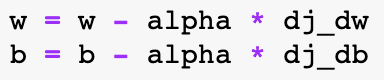 w = w - alpha * dj_dw
b = b - alpha * dj_db